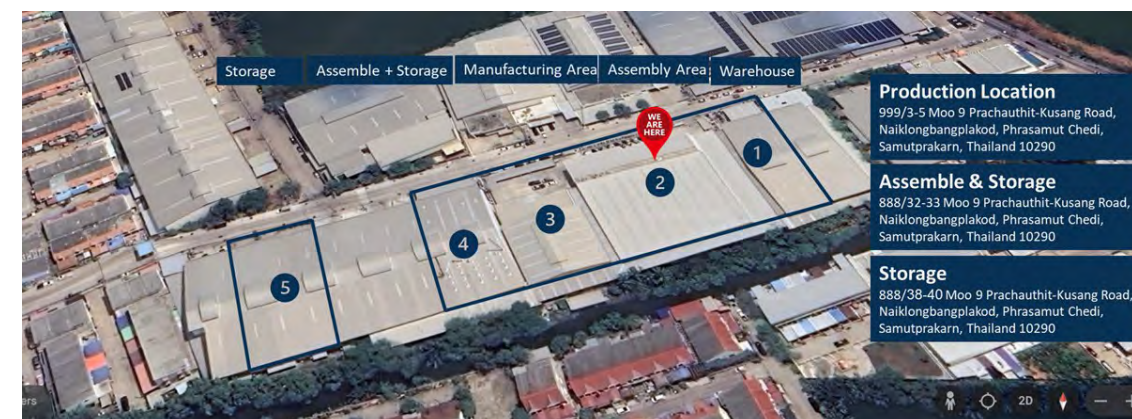 Storage
Assemble + Storage
Manufacturing Area
Assembly Area
Warehouse
WE
ARE
HERE
1
2
3
4
5
Production Location
999/3-5 Moo 9 Prachauthit-Kusang Road,
Naiklongbangplakod, Phrasamut Chedi,
Samutprakarn, Thailand 10290
Assemble & Storage
888/32-33 Moo 9 Prachauthit-Kusang Road,
Naiklongbangplakod, Phrasamut Chedi,
Samutprakarn, Thailand 10290
Storage
888/38-40 Moo 9 Prachauthit-Kusang Road,
Naiklongbangplakod, Phrasamut Chedi,
Samutprakarn, Thailand 10290
ers
2D